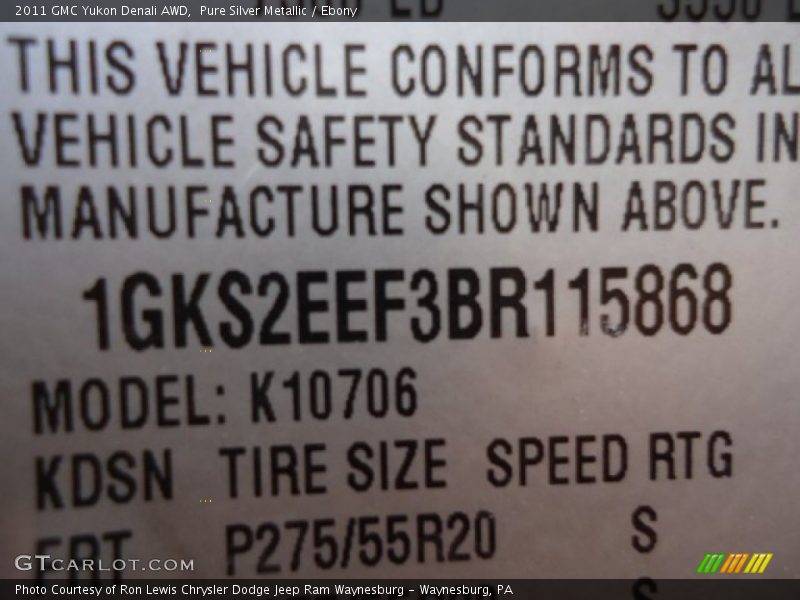 2011 GMC Yukon Denali AWD, Pure Silver Metallic / Ebony
THIS VEHICLE CONFORMS TO AL
VEHICLE SAFETY STANDARDS IN
MANUFACTURE SHOWN ABOVE.
1GKS2EEF3BR115868
MODEL: K10706
KDSN TIRE SIZE SPEED RTG
FRT P275/55R20 S
GTCARLOT.COM
Photo Courtesy of Ron Lewis Chrysler Dodge Jeep Ram Waynesburg – Waynesburg, PA